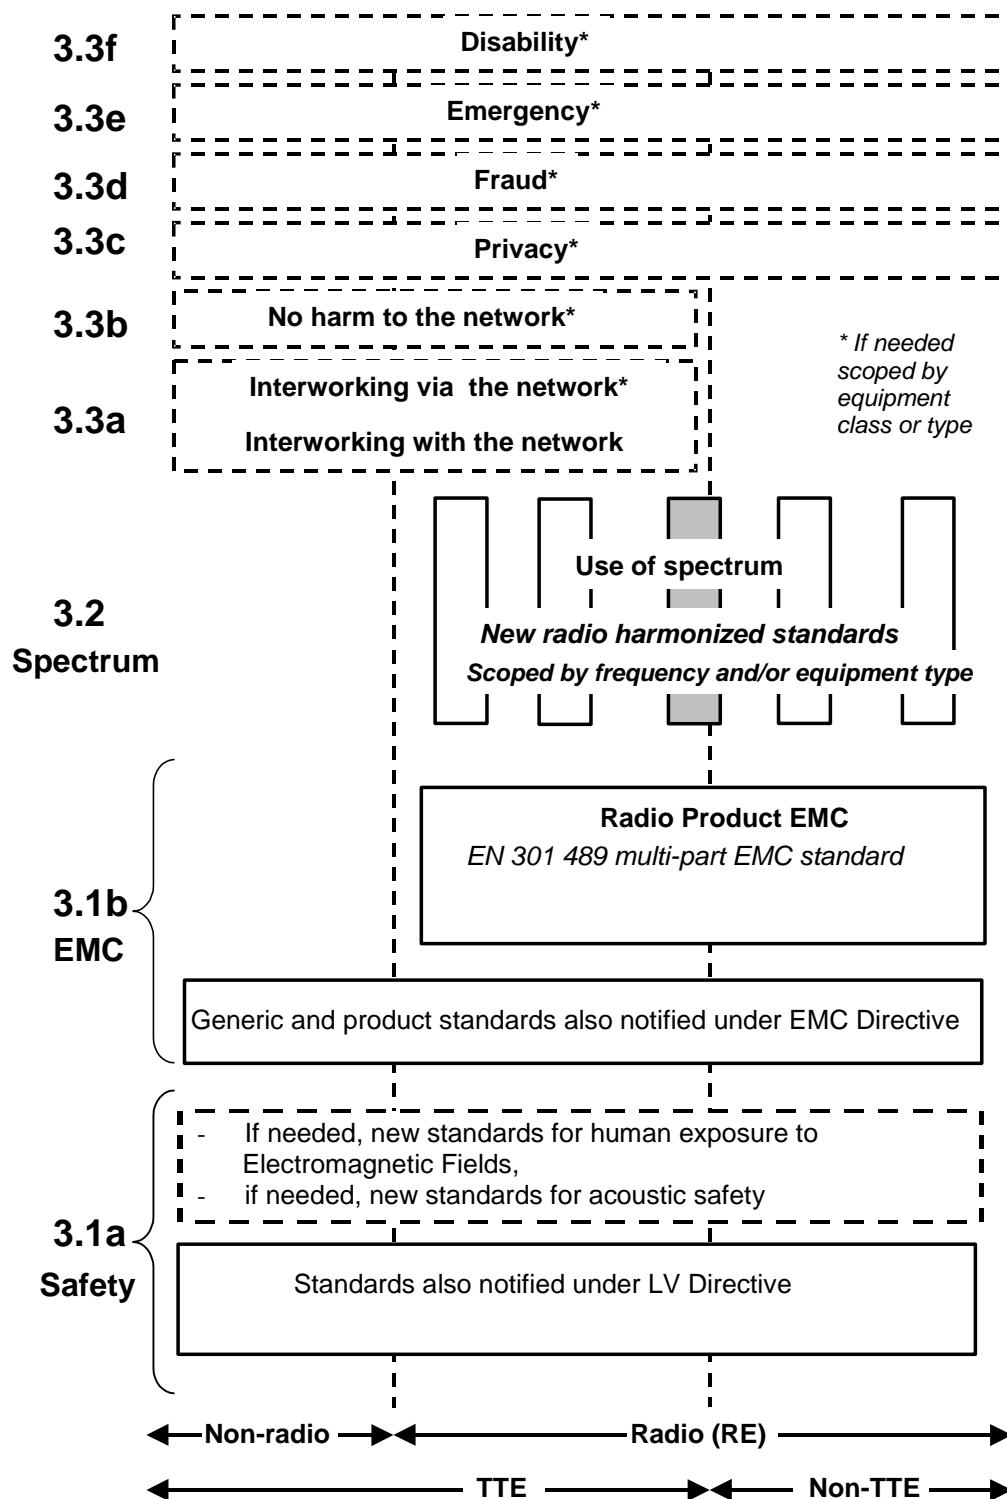 3.3f
Disability*
3.3e
Emergency*
3.3d
Fraud*
3.3c
Privacy*
3.3b
No harm to the network*
3.3a
Interworking via the network*
Interworking with the network
* If needed
scoped by
equipment
class or type
3.2
Spectrum
Use of spectrum
New radio harmonized standards
Scoped by frequency and/or equipment type
3.1b
EMC
Radio Product EMC
EN 301 489 multi-part EMC standard
Generic and product standards also notified under EMC Directive
3.1a
Safety
- If needed, new standards for human exposure to
Electromagnetic Fields,
- if needed, new standards for acoustic safety
Standards also notified under LV Directive
Non-radio
Radio (RE)
TTE
Non-TTE